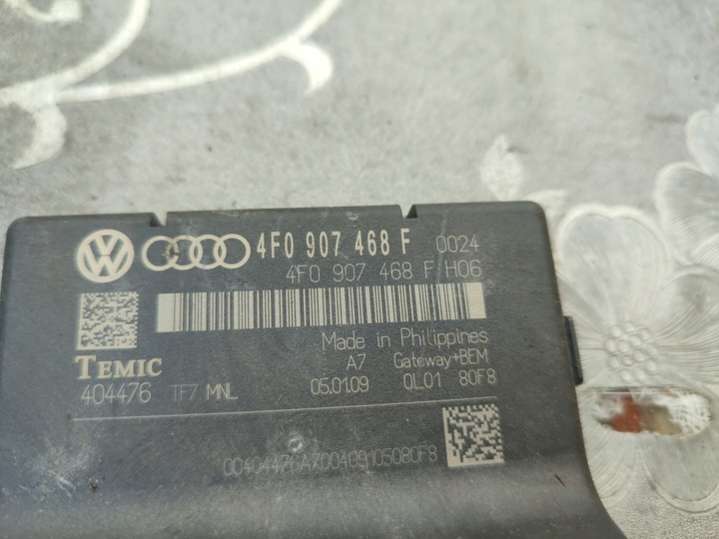 4F0 907 468 F 0024
4F0 907 468 F H06
Made in Philippines
TEMIC A7 Gateway+BEM
404476 TF7 MNL 05.01.09 0L01 80F8